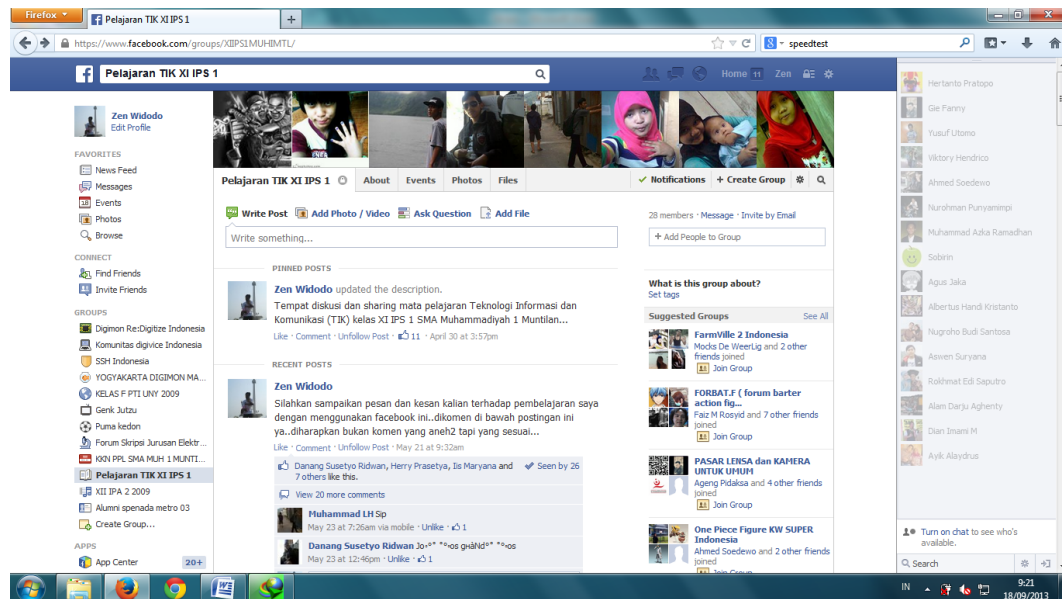 Firefox
Pelajaran TIK XI IPS 1
https://www.facebook.com/groups/XIIPS1MUHIMTL/
speedtest
Pelajaran TIK XI IPS 1
Home 11 Zen
Zen Widodo
Edit Profile
FAVORITES
News Feed
Messages
18 Events
Photos
Browse
CONNECT
Find Friends
Invite Friends
GROUPS
Digimon Re:Digitize Indonesia
Komunitas digivice Indonesia
SSH Indonesia
YOGYAKARTA DIGIMON MA...
KELAS F PTI UNY 2009
Genk Jutzu
Puma kedon
Forum Skripsi Jurusan Elektr...
KKN PPL SMA MUH 1 MUNTI...
Pelajaran TIK XI IPS 1
XII IPA 2 2009
Alumni spenada metro 03
Create Group...
APPS
App Center 20+
Pelajaran TIK XI IPS 1 About Events Photos Files
Notifications + Create Group
Write Post Add Photo / Video Ask Question Add File
Write something...
PINNED POSTS
Zen Widodo updated the description.
Tempat diskusi dan sharing mata pelajaran Teknologi Informasi dan
Komunikasi (TIK) kelas XI IPS 1 SMA Muhammadiyah 1 Muntilan...
Like · Comment · Unfollow Post · 11 · April 30 at 3:57pm
RECENT POSTS
Zen Widodo
Silahkan sampaikan pesan dan kesan kalian terhadap pembelajaran saya
dengan menggunakan facebook ini..dikomen di bawah postingan ini
ya..diharapkan bukan komen yang aneh2 tapi yang sesuai...
Like · Comment · Unfollow Post · May 21 at 9:32am
Danang Susetyo Ridwan, Herry Prasetya, Iis Maryana and
7 others like this.
Seen by 26
View 20 more comments
Muhammad LH Sip
May 23 at 7:26am via mobile · Unlike · 1
Danang Susetyo Ridwan
May 23 at 12:46pm · Unlike · 1
28 members · Message · Invite by Email
+ Add People to Group
What is this group about?
Set tags
Suggested Groups See All
FarmVille 2 Indonesia
Mocks De WeerLig and 2 other
friends joined
Join Group
FORBAT.F ( forum barter
action fig...
Faiz M Rosyid and 7 other friends
joined
Join Group
PASAR LENSA dan KAMERA
UNTUK UMUM
Ageng Pidaksa and 4 other friends
joined
Join Group
One Piece Figure KW SUPER
Indonesia
Ahmed Soedewo and 2 other friends
joined
Join Group
Hertanto Pratopo
Gie Fanny
Yusuf Utomo
Viktory Hendrics
Ahmed Soedewo
Nurohman Punyamimpi
Muhammad Azka Ramadhan
Sobirin
Agus Jaka
Albertus Handi Kristanto
Nugroho Budi Santosa
Aswen Suryana
Rokhmat Edi Saputro
Alam Darju Aghenty
Dian Imami M
Ayik Alaydrus
Turn on chat to see who's
available.
Search
IN
9:21
18/09/2013